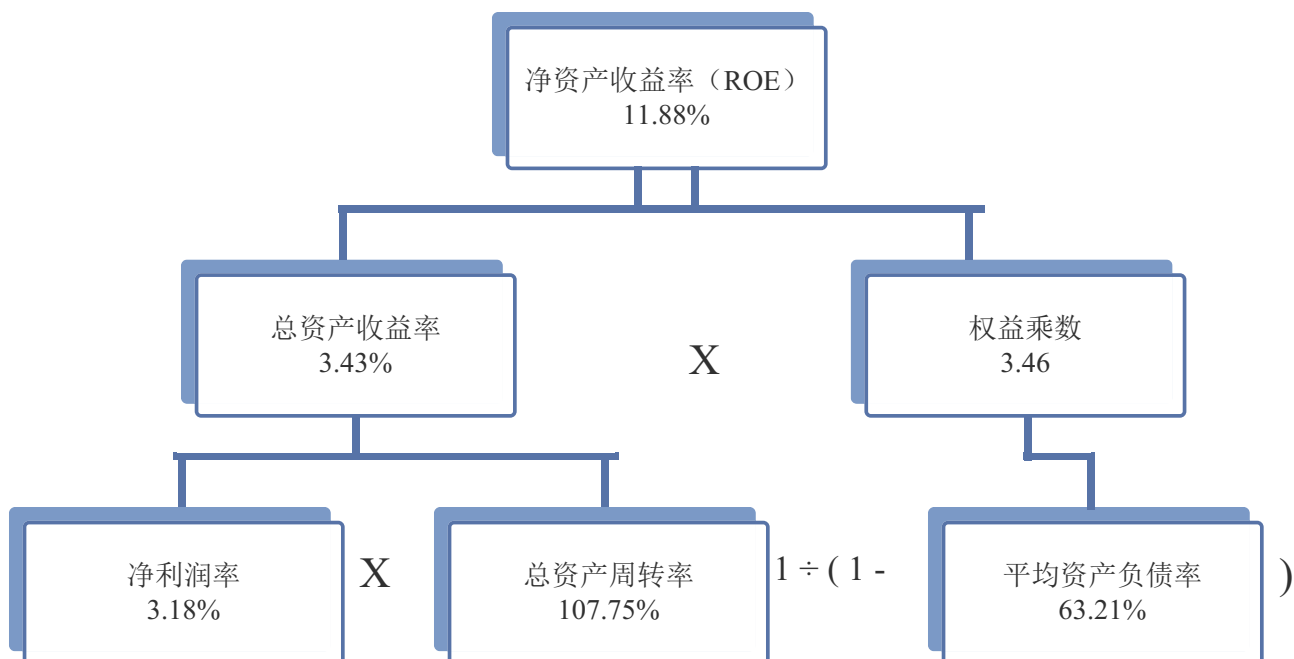 净资产收益率（ROE）
11.88%
总资产收益率
3.43%
X
权益乘数
3.46
净利润率
3.18%
X
总资产周转率
107.75%
1 ÷ ( 1 -
平均资产负债率
63.21%
)